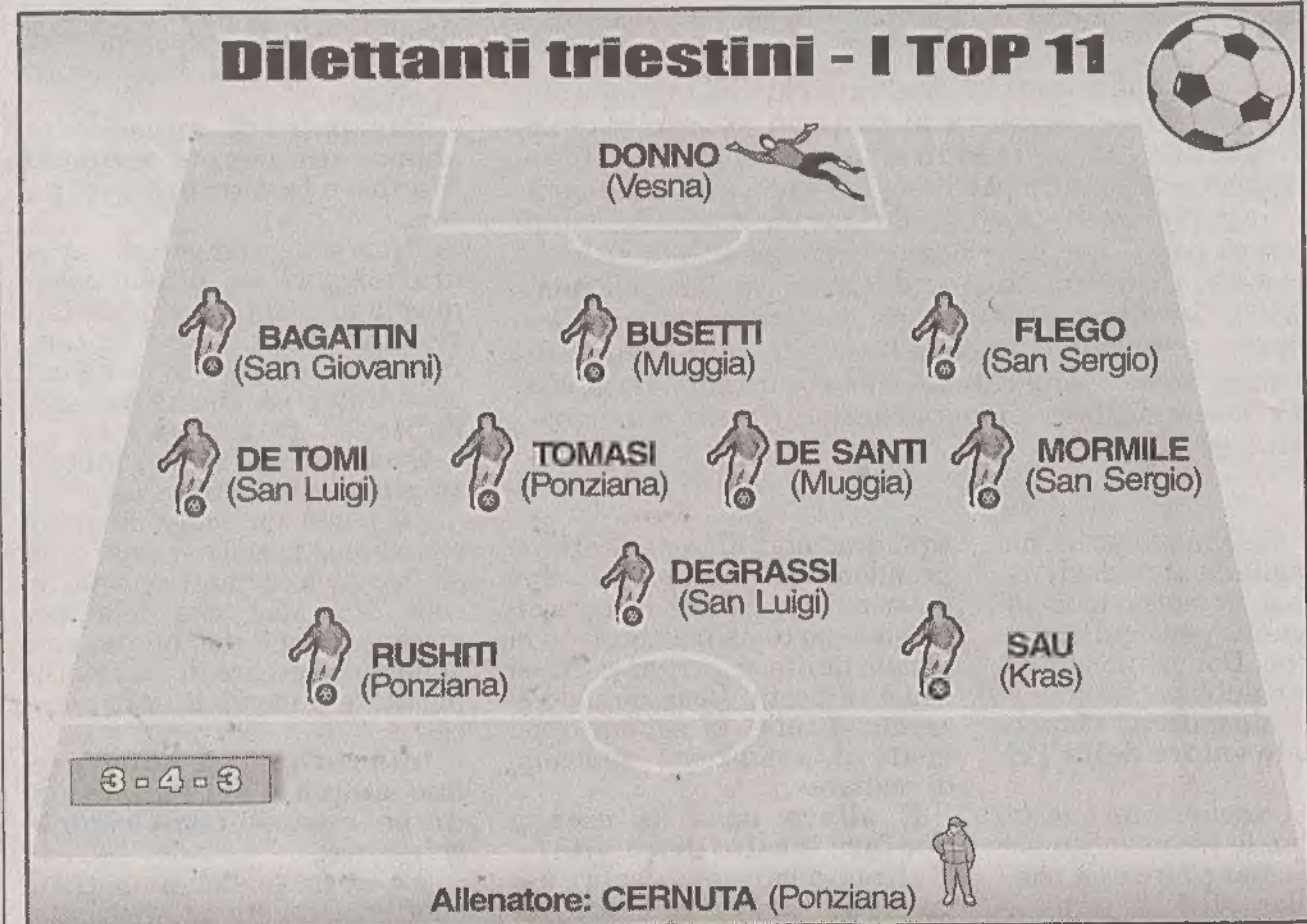 Dilettanti triestini - I TOP 11
DONNO
(Vesna)
BAGATTIN
(San Giovanni)
BUSETTI
(Muggia)
FLEGO
(San Sergio)
DE TOMI
(San Luigi)
TOMASI
(Ponziana)
DE SANTI
(Muggia)
MORMILE
(San Sergio)
DEGRASSI
(San Luigi)
RUSHITI
(Ponziana)
SAU
(Kras)
3 - 4 - 3
Allenatore: CERNUTA (Ponziana)